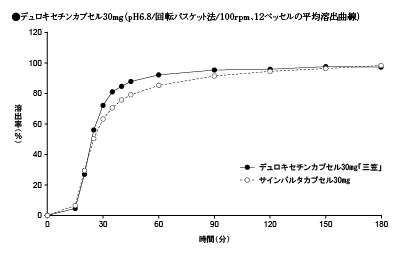 ●デュロキセチンカプセル30mg（pH6.8/回転バスケット法/100rpm、12ベッセルの平均溶出曲線）
120
100
80
60
40
20
0
溶出率(%)
デュロキセチンカプセル30mg「三笠」
サインバルタカプセル30mg
0 30 60 90 120 150 180
時間(分)